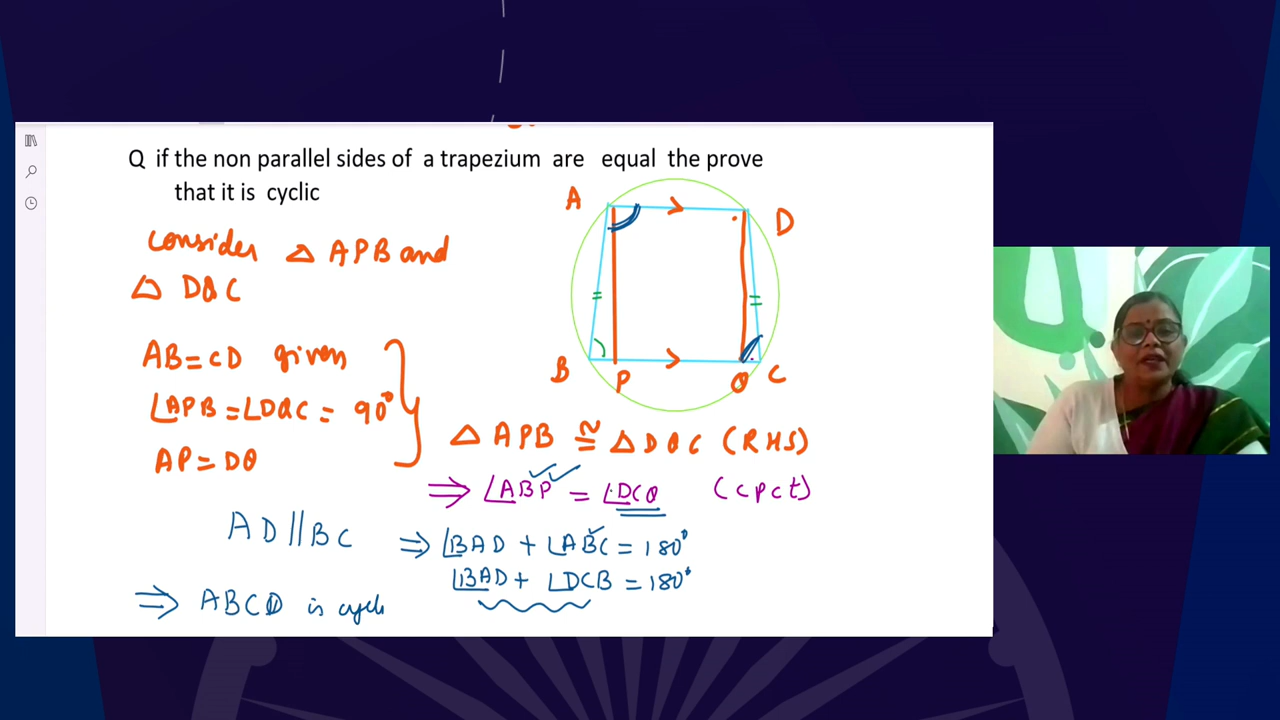 Q if the non parallel sides of a trapezium are equal the prove
that it is cyclic
A
D
B
P
Q
C
consider △ APB and
△ DQC
AB = CD given
∠APB = ∠DQC = 90°
AP = DQ
△ APB ≅ △ DQC (RHS)
⇒ ∠ABP = ∠DCQ (cpct)
AD || BC ⇒ ∠BAD + ∠ABC = 180°
∠BAD + ∠DCB = 180°
⇒ ABCD is cyclic